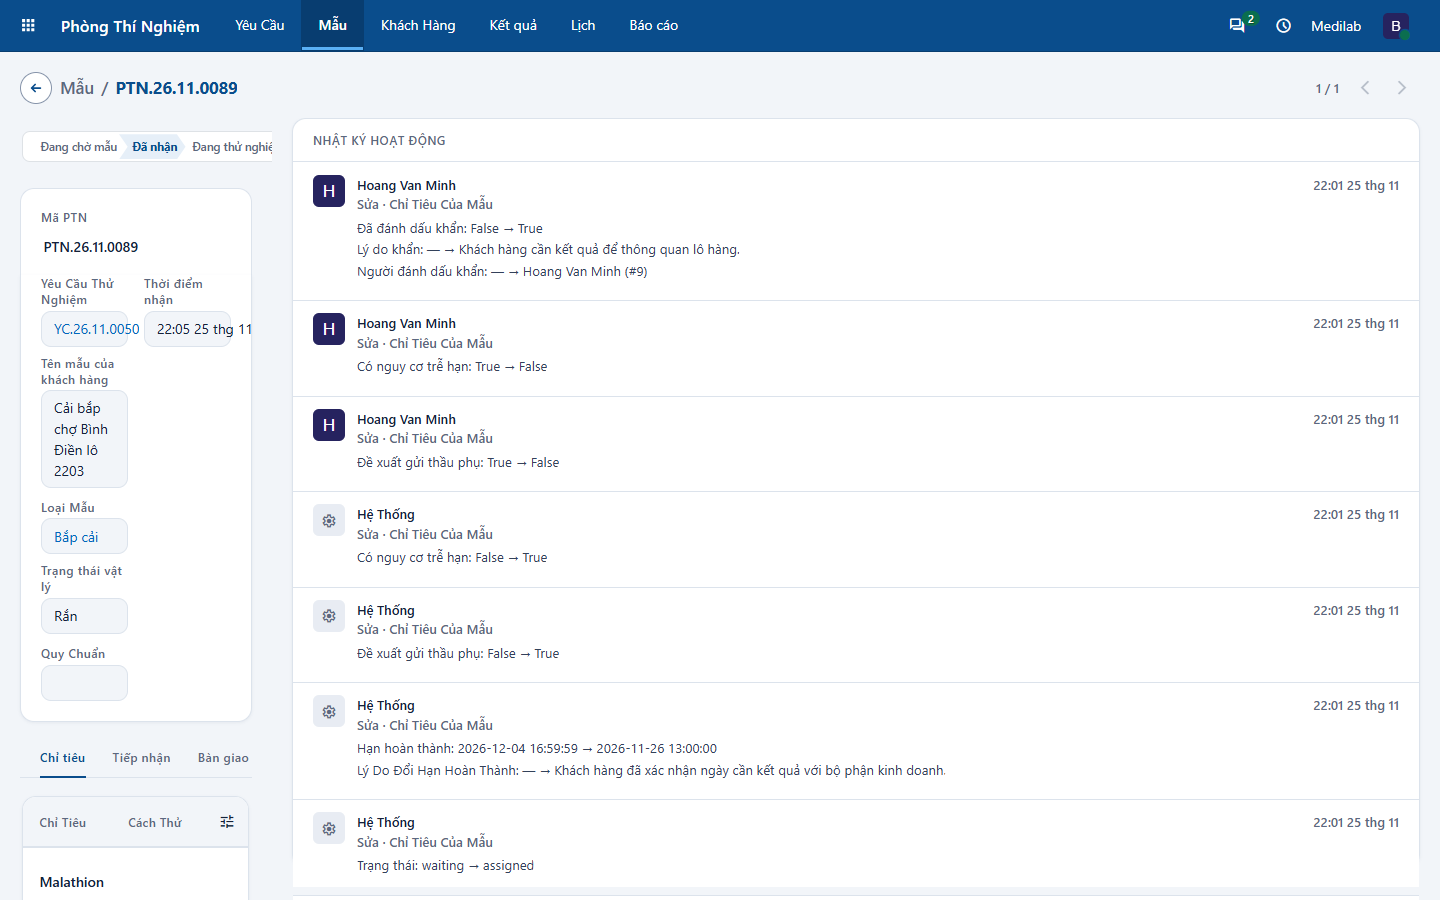 Phòng Thí Nghiệm
Yêu Cầu
Mẫu
Khách Hàng
Kết quả
Lịch
Báo cáo
2
Medilab
B
Mẫu / PTN.26.11.0089
1 / 1
Đang chờ mẫu
Đã nhận
Đang thử nghiệ
Mã PTN
PTN.26.11.0089
Yêu Cầu Thử Nghiệm
YC.26.11.0050
Thời điểm nhận
22:05 25 thg 11
Tên mẫu của khách hàng
Cải bắp
chợ Bình
Điền lô
2203
Loại Mẫu
Bắp cải
Trạng thái vật lý
Rắn
Quy Chuẩn
Chỉ tiêu
Tiếp nhận
Bàn giao
Chỉ Tiêu
Cách Thử
Malathion
NHẬT KÝ HOẠT ĐỘNG
H
Hoang Van Minh
22:01 25 thg 11
Sửa · Chỉ Tiêu Của Mẫu
Đã đánh dấu khẩn: False → True
Lý do khẩn: — → Khách hàng cần kết quả để thông quan lô hàng.
Người đánh dấu khẩn: — → Hoang Van Minh (#9)
H
Hoang Van Minh
22:01 25 thg 11
Sửa · Chỉ Tiêu Của Mẫu
Có nguy cơ trễ hạn: True → False
H
Hoang Van Minh
22:01 25 thg 11
Sửa · Chỉ Tiêu Của Mẫu
Đề xuất gửi thầu phụ: True → False
Hệ Thống
22:01 25 thg 11
Sửa · Chỉ Tiêu Của Mẫu
Có nguy cơ trễ hạn: False → True
Hệ Thống
22:01 25 thg 11
Sửa · Chỉ Tiêu Của Mẫu
Đề xuất gửi thầu phụ: False → True
Hệ Thống
22:01 25 thg 11
Sửa · Chỉ Tiêu Của Mẫu
Hạn hoàn thành: 2026-12-04 16:59:59 → 2026-11-26 13:00:00
Lý Do Đổi Hạn Hoàn Thành: — → Khách hàng đã xác nhận ngày cần kết quả với bộ phận kinh doanh.
Hệ Thống
22:01 25 thg 11
Sửa · Chỉ Tiêu Của Mẫu
Trạng thái: waiting → assigned